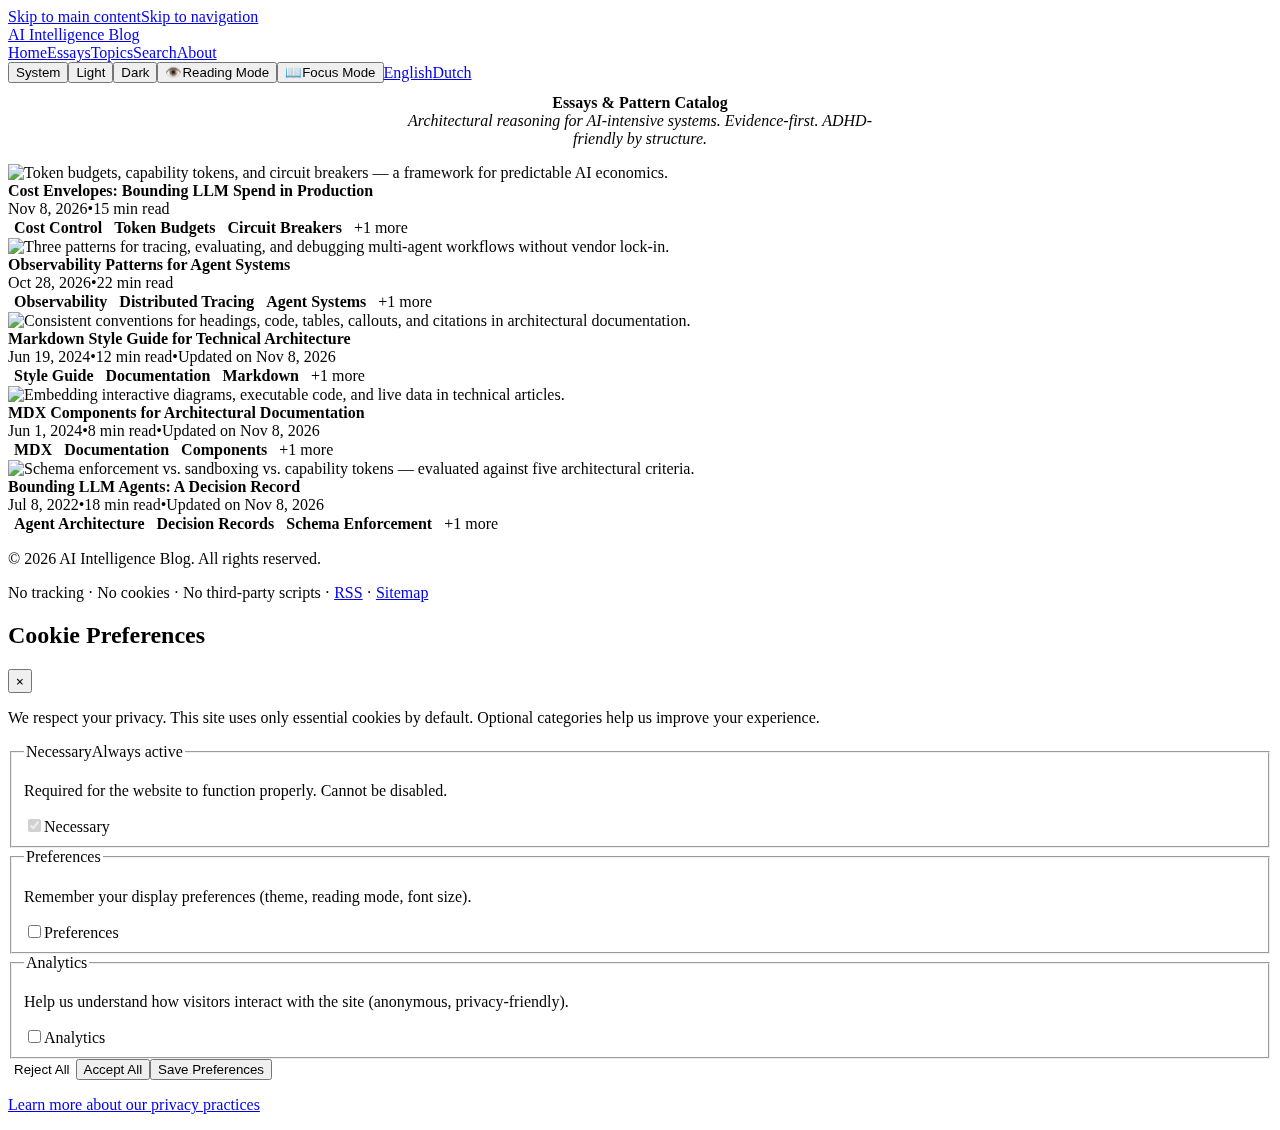 Skip to main contentSkip to navigation
AI Intelligence Blog
HomeEssaysTopicsSearchAbout
System Light Dark 👁️Reading Mode 📖Focus Mode EnglishDutch
Essays & Pattern Catalog
Architectural reasoning for AI-intensive systems. Evidence-first. ADHD-
friendly by structure.
Token budgets, capability tokens, and circuit breakers — a framework for predictable AI economics.
Cost Envelopes: Bounding LLM Spend in Production
Nov 8, 2026•15 min read
Cost Control Token Budgets Circuit Breakers +1 more
Three patterns for tracing, evaluating, and debugging multi-agent workflows without vendor lock-in.
Observability Patterns for Agent Systems
Oct 28, 2026•22 min read
Observability Distributed Tracing Agent Systems +1 more
Consistent conventions for headings, code, tables, callouts, and citations in architectural documentation.
Markdown Style Guide for Technical Architecture
Jun 19, 2024•12 min read•Updated on Nov 8, 2026
Style Guide Documentation Markdown +1 more
Embedding interactive diagrams, executable code, and live data in technical articles.
MDX Components for Architectural Documentation
Jun 1, 2024•8 min read•Updated on Nov 8, 2026
MDX Documentation Components +1 more
Schema enforcement vs. sandboxing vs. capability tokens — evaluated against five architectural criteria.
Bounding LLM Agents: A Decision Record
Jul 8, 2022•18 min read•Updated on Nov 8, 2026
Agent Architecture Decision Records Schema Enforcement +1 more
© 2026 AI Intelligence Blog. All rights reserved.
No tracking · No cookies · No third-party scripts · RSS · Sitemap
Cookie Preferences
×
We respect your privacy. This site uses only essential cookies by default. Optional categories help us improve your experience.
NecessaryAlways active
Required for the website to function properly. Cannot be disabled.
Necessary
Preferences
Remember your display preferences (theme, reading mode, font size).
Preferences
Analytics
Help us understand how visitors interact with the site (anonymous, privacy-friendly).
Analytics
Reject All Accept All Save Preferences
Learn more about our privacy practices